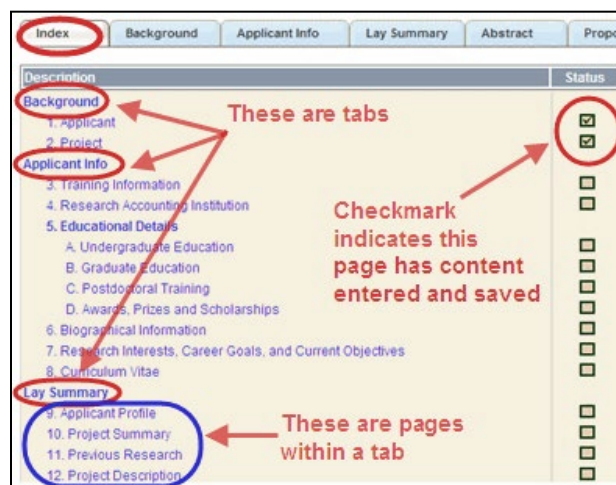 Index Background Applicant Info Lay Summary Abstract Propo
Description Status
Background
These are tabs
1. Applicant
2. Project
Applicant Info
3. Training Information
4. Research Accounting Institution
5. Educational Details
A. Undergraduate Education
B. Graduate Education
C. Postdoctoral Training
D. Awards, Prizes and Scholarships
6. Biographical Information
7. Research Interests, Career Goals, and Current Objectives
8. Curriculum Vitae
Checkmark
indicates this
page has content
entered and saved
Lay Summary
9. Applicant Profile
10. Project Summary
11. Previous Research
12. Project Description
These are pages
within a tab